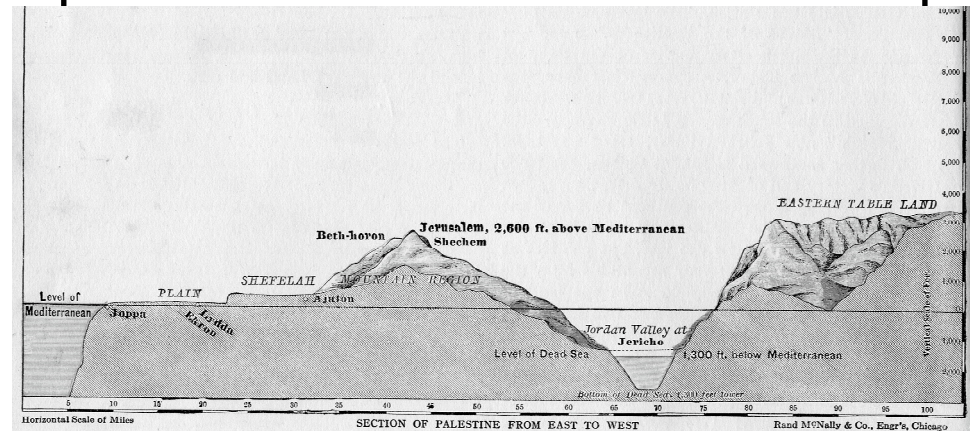 10,000
9,000
8,000
7,000
6,000
5,000
4,000
EASTERN TABLE LAND
3,000
Jerusalem, 2,600 ft. above Mediterranean
Beth-horon
Shechem
2,000
SHEFELAH
MOUNTAIN REGION
1,000
PLAIN
Ajalon
Level of
Mediterranean
Joppa
Lydda
Ekron
Jordan Valley at
Jericho
1,000
Level of Dead Sea
1,300 ft. below Mediterranean
2,000
Vertical Scale of Feet
Bottom of Dead Sea, 1,300 feet lower
5 10 15 20 25 30 35 40 45 50 55 60 65 70 75 80 85 90 95 100
Horizontal Scale of Miles
SECTION OF PALESTINE FROM EAST TO WEST
Rand McNally & Co., Engr's, Chicago